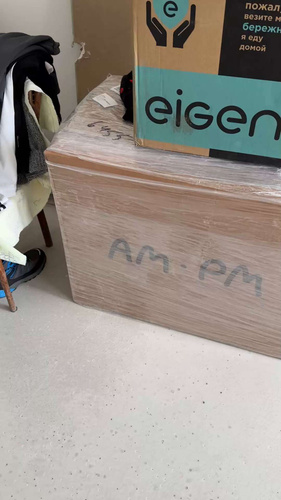 пожал
везите м
бережн
я еду
домой
e
eigen
AM · PM